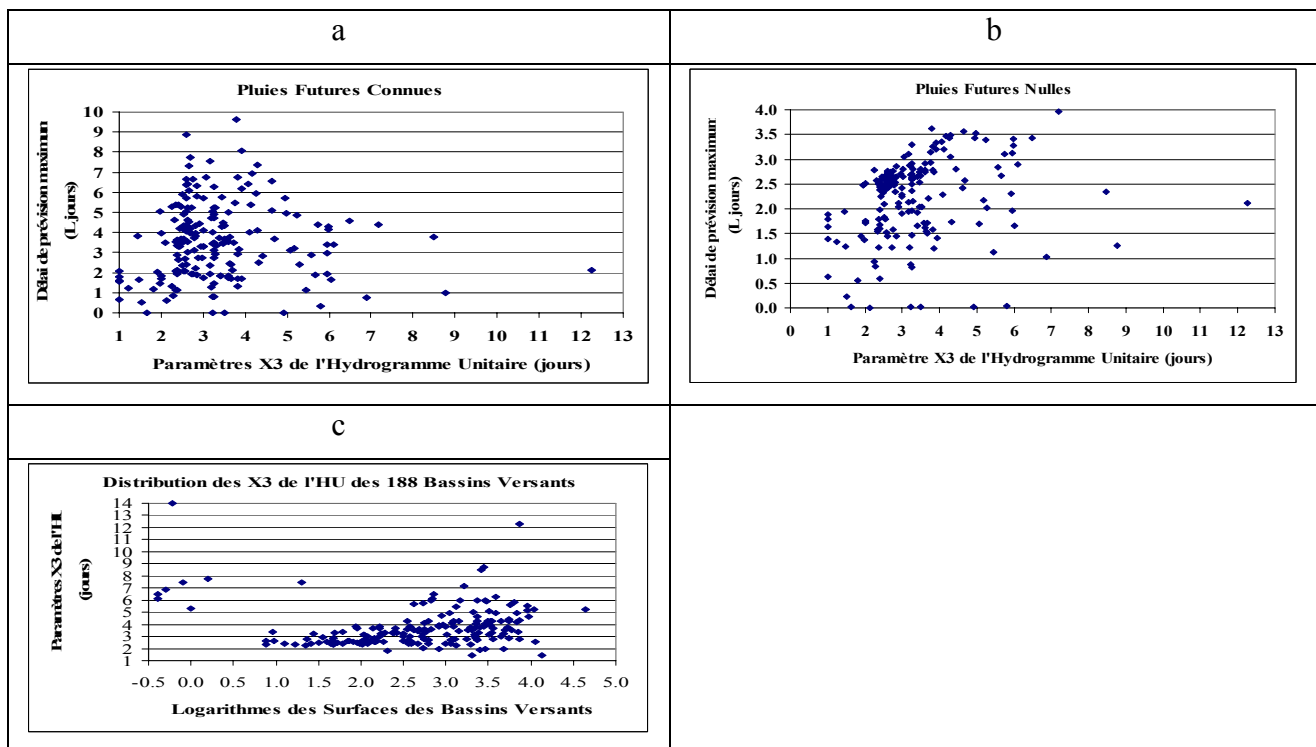 a
b
Pluies Futures Connues
Délai de prévision maximun
(L jours)
10
9
8
7
6
5
4
3
2
1
0
1 2 3 4 5 6 7 8 9 10 11 12 13
Paramètres X3 de l'Hydrogramme Unitaire (jours)
Pluies Futures Nulles
Délai de prévision maximum
(L jours)
4.0
3.5
3.0
2.5
2.0
1.5
1.0
0.5
0.0
0 1 2 3 4 5 6 7 8 9 10 11 12 13
Paramètre X3 de l'Hydrogramme Unitaire (jours)
c
Distribution des X3 de l'HU des 188 Bassins Versants
Paramètres X3 de l'HU
(jours)
14
13
12
11
10
9
8
7
6
5
4
3
2
1
-0.5 0.0 0.5 1.0 1.5 2.0 2.5 3.0 3.5 4.0 4.5 5.0
Logarithmes des Surfaces des Bassins Versants